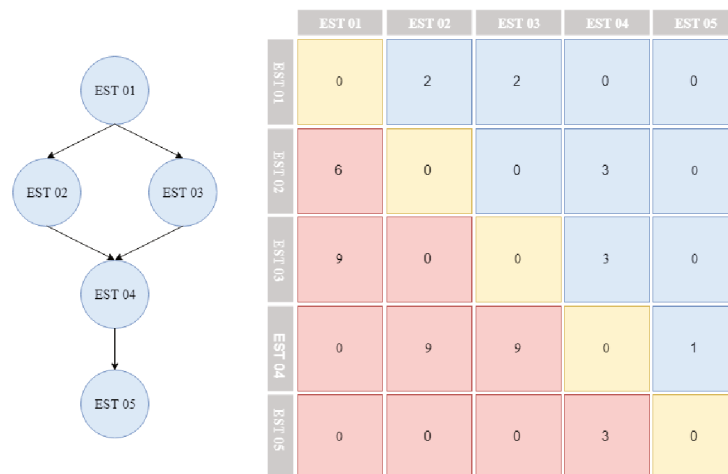 EST 01
EST 02 EST 03
EST 04
EST 05
EST 01 EST 02 EST 03 EST 04 EST 05
EST 01 0 2 2 0 0
EST 02 6 0 0 3 0
EST 03 9 0 0 3 0
EST 04 0 9 9 0 1
EST 05 0 0 0 3 0